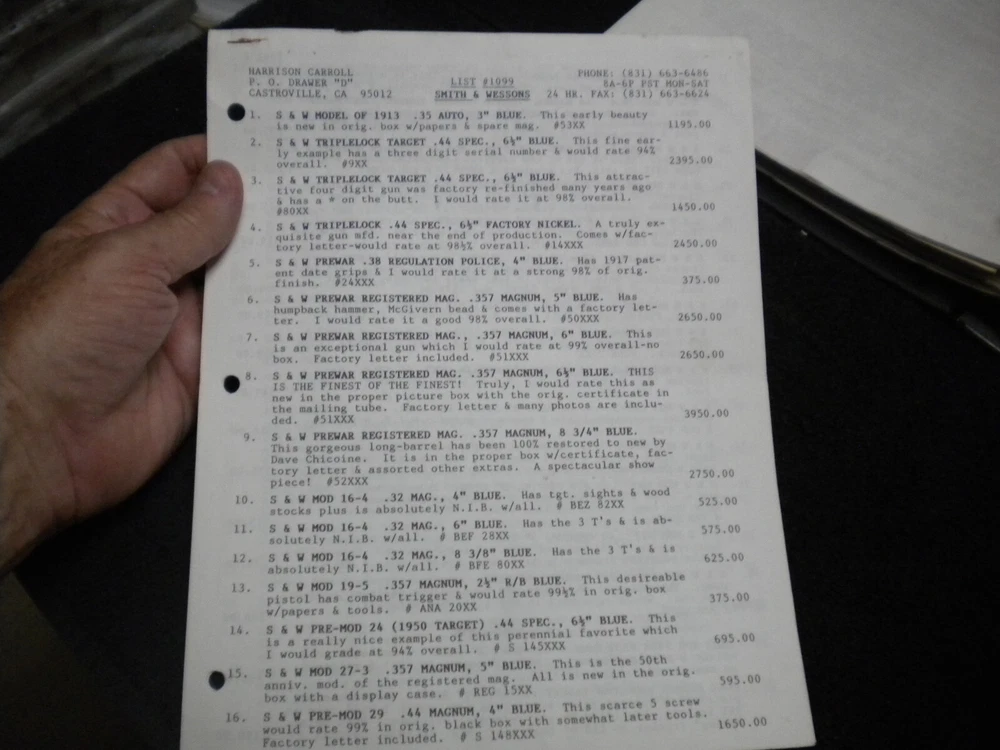 HARRISON CARROLL PHONE: (831) 663-6486
P. O. DRAWER "D" LIST #1099 8A-6P PST MON-SAT
CASTROVILLE, CA 95012 SMITH & WESSONS 24 HR. FAX: (831) 663-6624
1. S & W MODEL OF 1913 .35 AUTO, 3" BLUE. This early beauty
is new in orig. box w/papers & spare mag. #53XX 1195.00
2. S & W TRIPLELOCK TARGET .44 SPEC., 6½" BLUE. This fine ear-
ly example has a three digit serial number & would rate 94%
overall. #9XX 2395.00
3. S & W TRIPLELOCK TARGET .44 SPEC., 6½" BLUE. This attrac-
tive four digit gun was factory re-finished many years ago
& has a * on the butt. I would rate it at 98% overall.
#80XX 1450.00
4. S & W TRIPLELOCK .44 SPEC., 6½" FACTORY NICKEL. A truly ex-
quisite gun mfd. near the end of production. Comes w/fac-
tory letter-would rate at 98½% overall. #14XXX 2450.00
5. S & W PREWAR .38 REGULATION POLICE, 4" BLUE. Has 1917 pat-
ent date grips & I would rate it at a strong 98% of orig.
finish. #24XXX 375.00
6. S & W PREWAR REGISTERED MAG. .357 MAGNUM, 5" BLUE. Has
humpback hammer, McGivern bead & comes with a factory let-
ter. I would rate it a good 98% overall. #50XXX 2650.00
7. S & W PREWAR REGISTERED MAG., .357 MAGNUM, 6" BLUE. This
is an exceptional gun which I would rate at 99% overall-no
box. Factory letter included. #51XXX 2650.00
8. S & W PREWAR REGISTERED MAG. .357 MAGNUM, 6½" BLUE. THIS
IS THE FINEST OF THE FINEST! Truly, I would rate this as
new in the proper picture box with the orig. certificate in
the mailing tube. Factory letter & many photos are inclu-
ded. #51XXX 3950.00
9. S & W PREWAR REGISTERED MAG. .357 MAGNUM, 8 3/4" BLUE.
This gorgeous long-barrel has been 100% restored to new by
Dave Chicoine. It is in the proper box w/certificate, fac-
tory letter & assorted other extras. A spectacular show
piece! #52XXX 2750.00
10. S & W MOD 16-4 .32 MAG., 4" BLUE. Has tgt. sights & wood
stocks plus is absolutely N.I.B. w/all. # BEZ 82XX 525.00
11. S & W MOD 16-4 .32 MAG., 6" BLUE. Has the 3 T's & is ab-
solutely N.I.B. w/all. # BEF 28XX 575.00
12. S & W MOD 16-4 .32 MAG., 8 3/8" BLUE. Has the 3 T's & is
absolutely N.I.B. w/all. # BFE 80XX 625.00
13. S & W MOD 19-5 .357 MAGNUM, 2½" R/B BLUE. This desireable
pistol has combat trigger & would rate 99½% in orig. box
w/papers & tools. # ANA 20XX 375.00
14. S & W PRE-MOD 24 (1950 TARGET) .44 SPEC., 6½" BLUE. This
is a really nice example of this perennial favorite which
I would grade at 94% overall. # S 145XXX 695.00
15. S & W MOD 27-3 .357 MAGNUM, 5" BLUE. This is the 50th
anniv. mod. of the registered mag. All is new in the orig.
box with a display case. # REG 15XX 595.00
16. S & W PRE-MOD 29 .44 MAGNUM, 4" BLUE. This scarce 5 screw
would rate 99% in orig. black box with somewhat later tools.
Factory letter included. # S 148XXX 1650.00